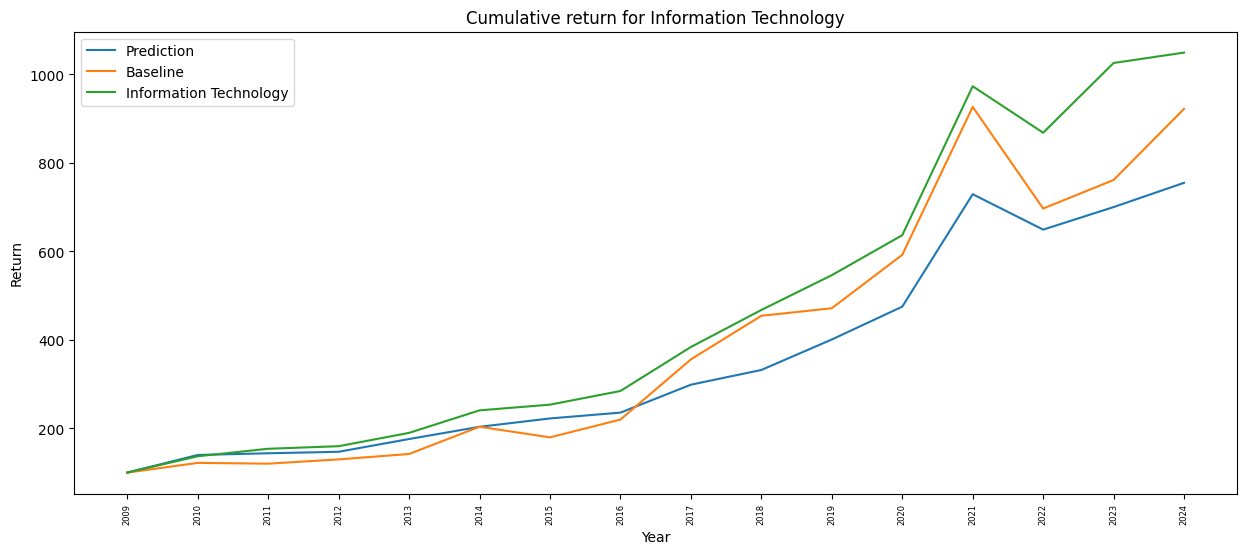 Cumulative return for Information Technology
Prediction
Baseline
Information Technology
Return
1000
800
600
400
200
2009 2010 2011 2012 2013 2014 2015 2016 2017 2018 2019 2020 2021 2022 2023 2024
Year